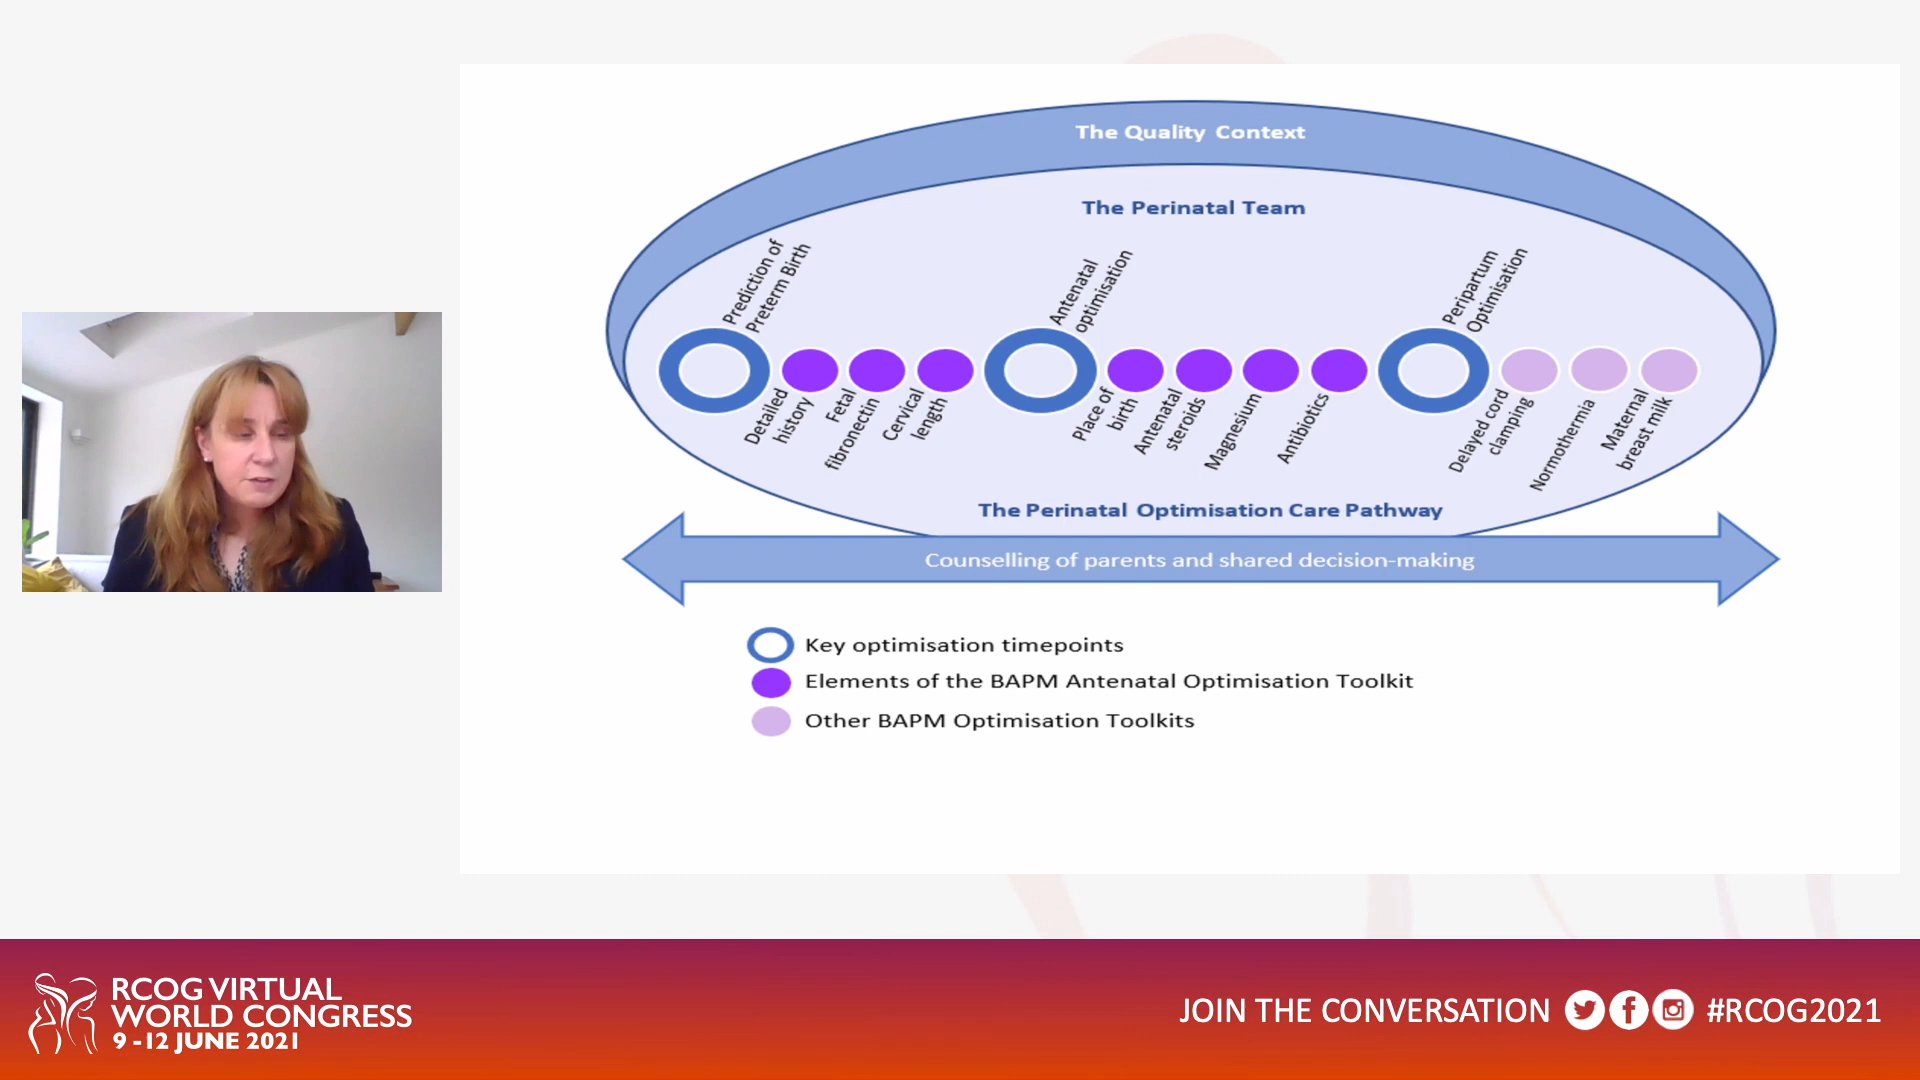 The Quality Context
The Perinatal Team
Prediction of
Preterm Birth
Detailed
history
Fetal
fibronectin
Cervical
length
Antenatal
optimisation
Place of
birth
Antenatal
steroids
Magnesium
Antibiotics
Peripartum
Optimisation
Delayed cord
clamping
Normothermia
Maternal
breast milk
The Perinatal Optimisation Care Pathway
Counselling of parents and shared decision-making
Key optimisation timepoints
Elements of the BAPM Antenatal Optimisation Toolkit
Other BAPM Optimisation Toolkits
RCOG VIRTUAL
WORLD CONGRESS
9 -12 JUNE 2021
JOIN THE CONVERSATION #RCOG2021